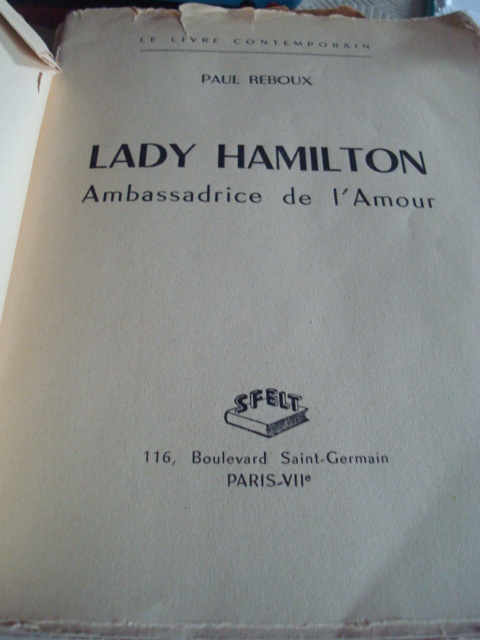 LE LIVRE CONTEMPORAIN
PAUL REBOUX
LADY HAMILTON
Ambassadrice de l'Amour
SFELT
116, Boulevard Saint-Germain
PARIS-VIIe